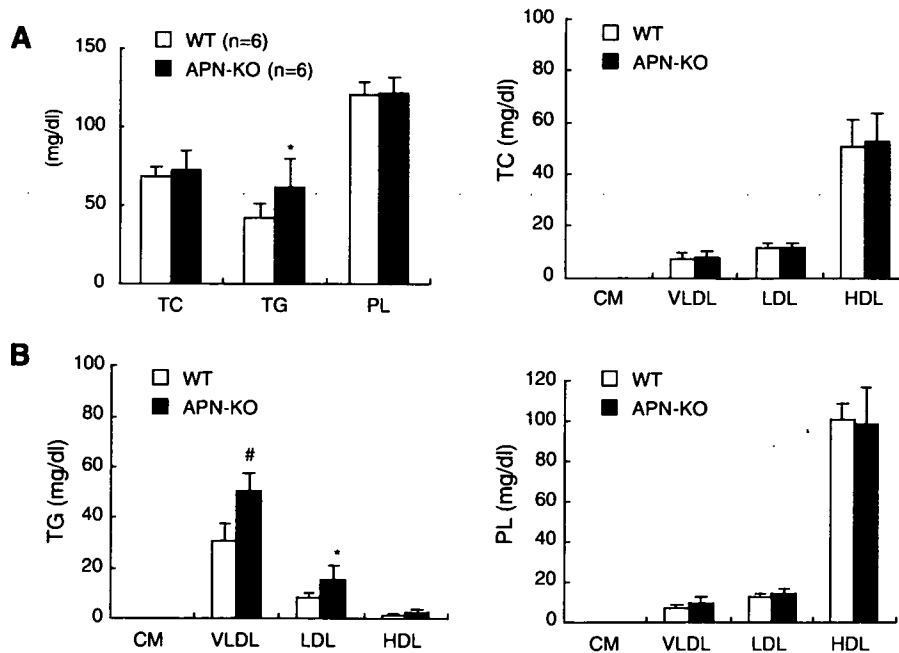 A
WT (n=6)
APN-KO (n=6)
150
100
50
0
(mg/dl)
*
TC TG PL
WT
APN-KO
100
80
60
40
20
0
TC (mg/dl)
CM VLDL LDL HDL
B
WT
APN-KO
100
80
60
40
20
0
TG (mg/dl)
#
*
CM VLDL LDL HDL
WT
APN-KO
120
100
80
60
40
20
0
PL (mg/dl)
CM VLDL LDL HDL